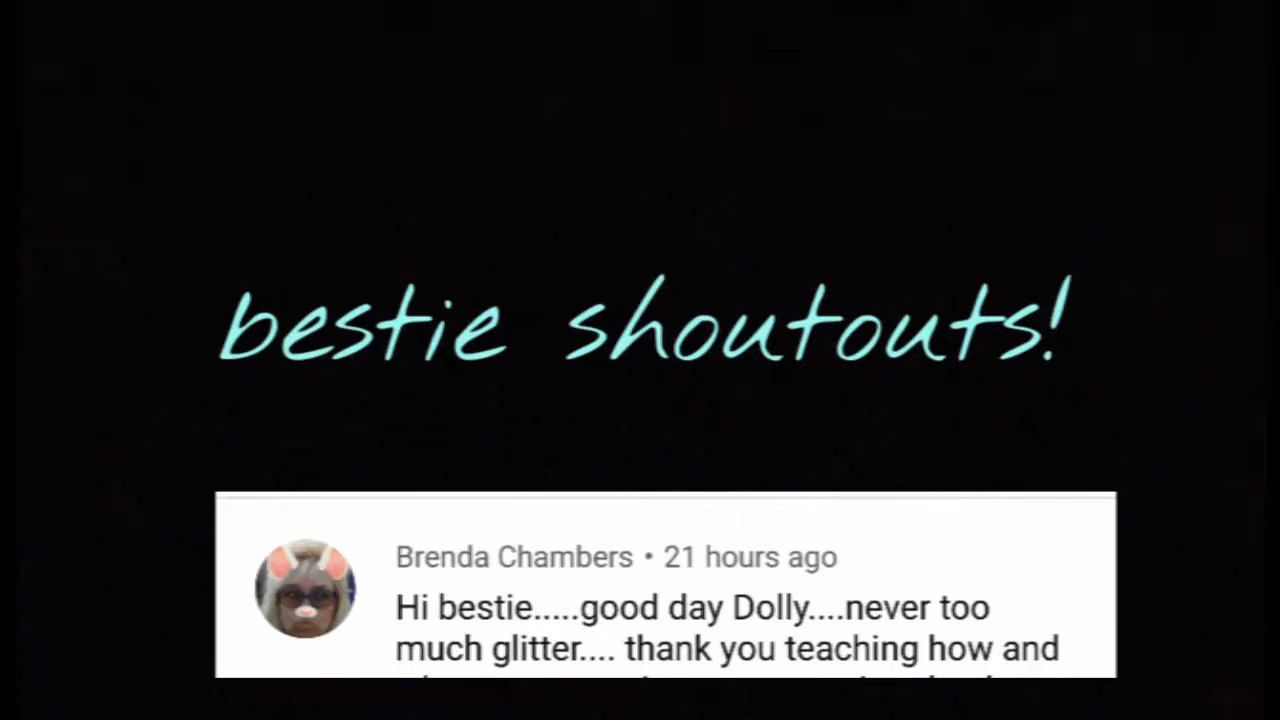 bestie shoutouts!
Brenda Chambers • 21 hours ago
Hi bestie.....good day Dolly....never too
much glitter.... thank you teaching how and